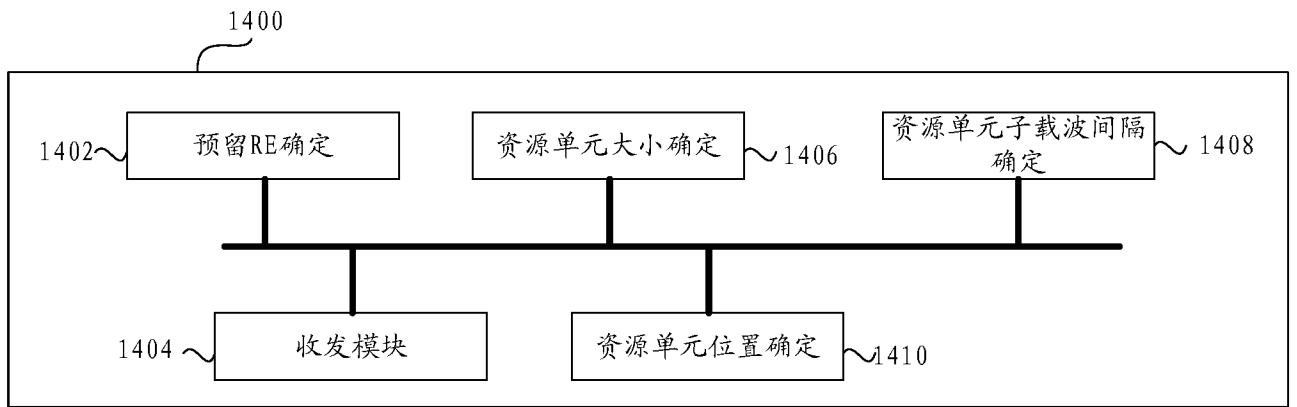 1400
1402
预留RE确定
资源单元大小确定
1406
资源单元子载波间隔
确定
1408
1404
收发模块
资源单元位置确定
1410